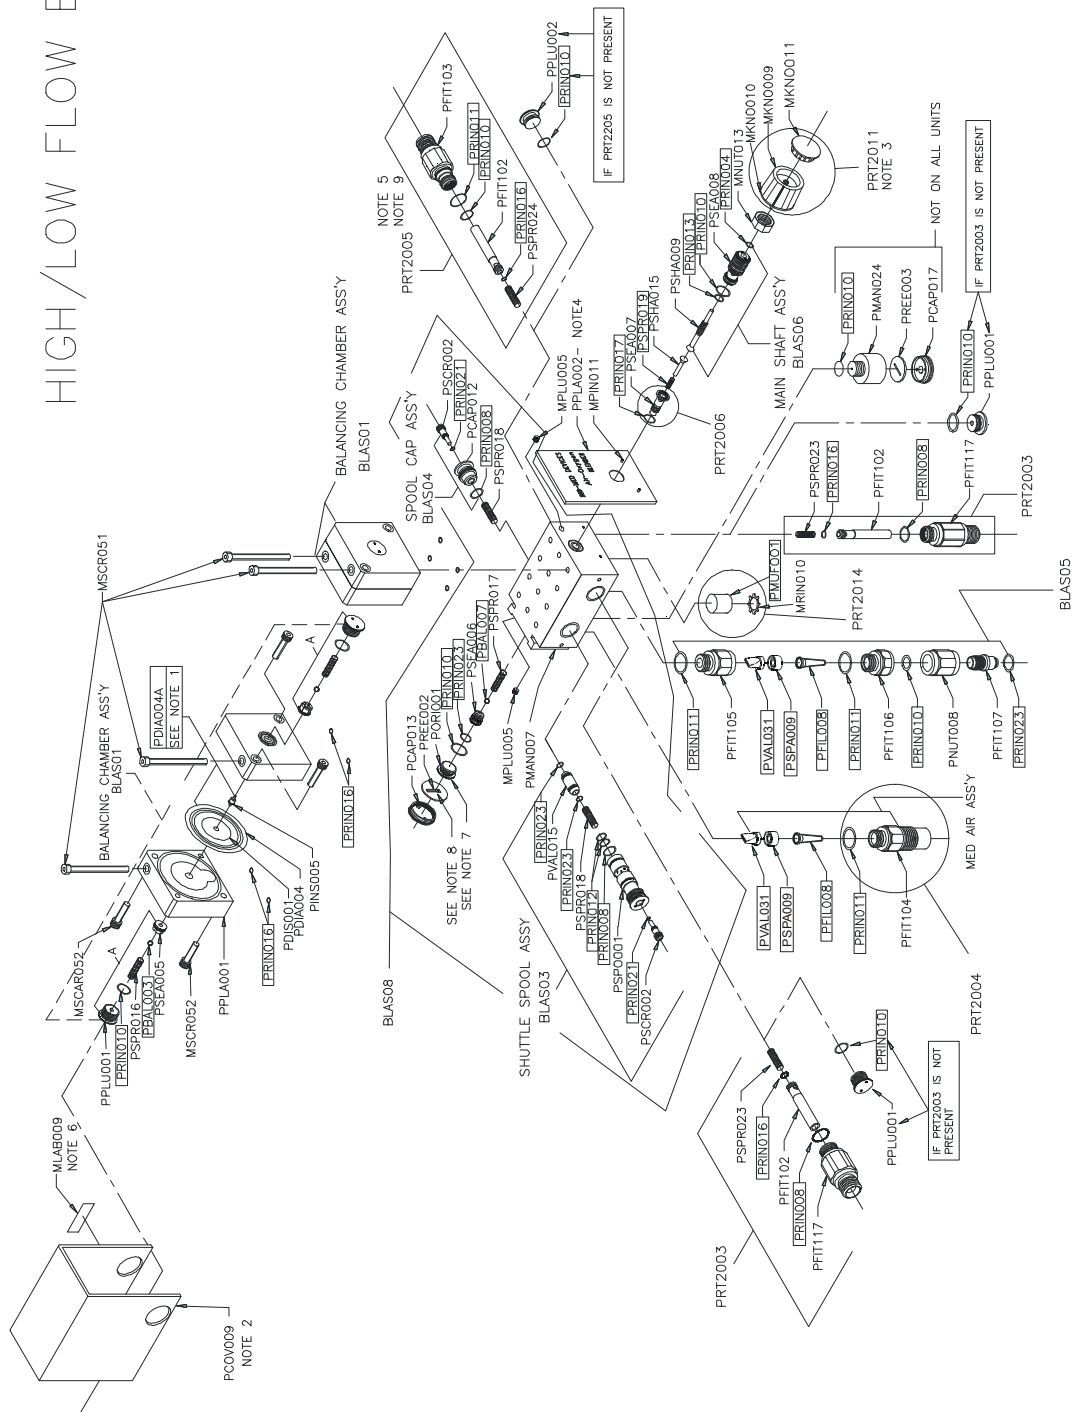 HIGH/LOW FLOW
NOTE 5
NOTE 9
PRT2005
PFIT103
PRIN011
PRIN010
PFIT102
PRIN016
PSPR024
PPLU002
PRIN010
IF PRT2205 IS NOT PRESENT
BALANCING CHAMBER ASS'Y
BLAS01
SPOOL CAP ASS'Y
BLAS04
PSCR002
PRIN021
PCAP012
PRIN008
PSPR018
MPLU005
PPLA002- NOTE4
MPIN011
PRIN017
PSEA007
PSPR019
PSHA015
PSHA009
PRIN013
PRIN010
PSEA008
PRIN004
MNUT013
MKNO010
MKNO009
MKNO011
PRT2011
NOTE 3
PRT2006
MAIN SHAFT ASS'Y
BLAS06
NOT ON ALL UNITS
PRIN010
PMAN024
PREE003
PCAP017
IF PRT2003 IS NOT PRESENT
PRIN010
PPLU001
PSPR023
PRIN016
PFIT102
PRIN008
PFIT117
PRT2003
PMUF001
MRIN010
PRT2014
BLAS05
PRIN011
PFIT105
PVAL031
PSPA009
PFIL008
PRIN011
PFIT106
PRIN010
PNUT008
PFIT107
PRIN023
MSCR051
PDIA004A
SEE NOTE 1
A
BALANCING CHAMBER ASS'Y
BLAS01
PRIN016
PINS005
PDIA004
PDIS001
PRIN016
MSCAR052
A
PPLU001
PRIN010
PSPR016
PBAL003
PSEA005
MSCR052
PPLA001
MLAB009
NOTE 6
PCOV009
NOTE 2
BLAS08
PCAP013
PREE002
PORI001
PRIN010
PRIN023
PSEA006
PBAL007
PSPR017
SEE NOTE 8
SEE NOTE 7
MPLU005
PMAN007
SHUTTLE SPOOL ASSY
BLAS03
PRIN023
PVAL015
PRIN023
PSPR018
PRIN012
PRIN008
PSPO001
PRIN021
PSCR002
PVAL031
PSPA009
PFIL008
PRIN011
PFIT104
MED AIR ASS'Y
PRT2004
PRT2003
PSPR023
PRIN016
PFIT102
PRIN008
PFIT117
PRIN010
PPLU001
IF PRT2003 IS NOT
PRESENT